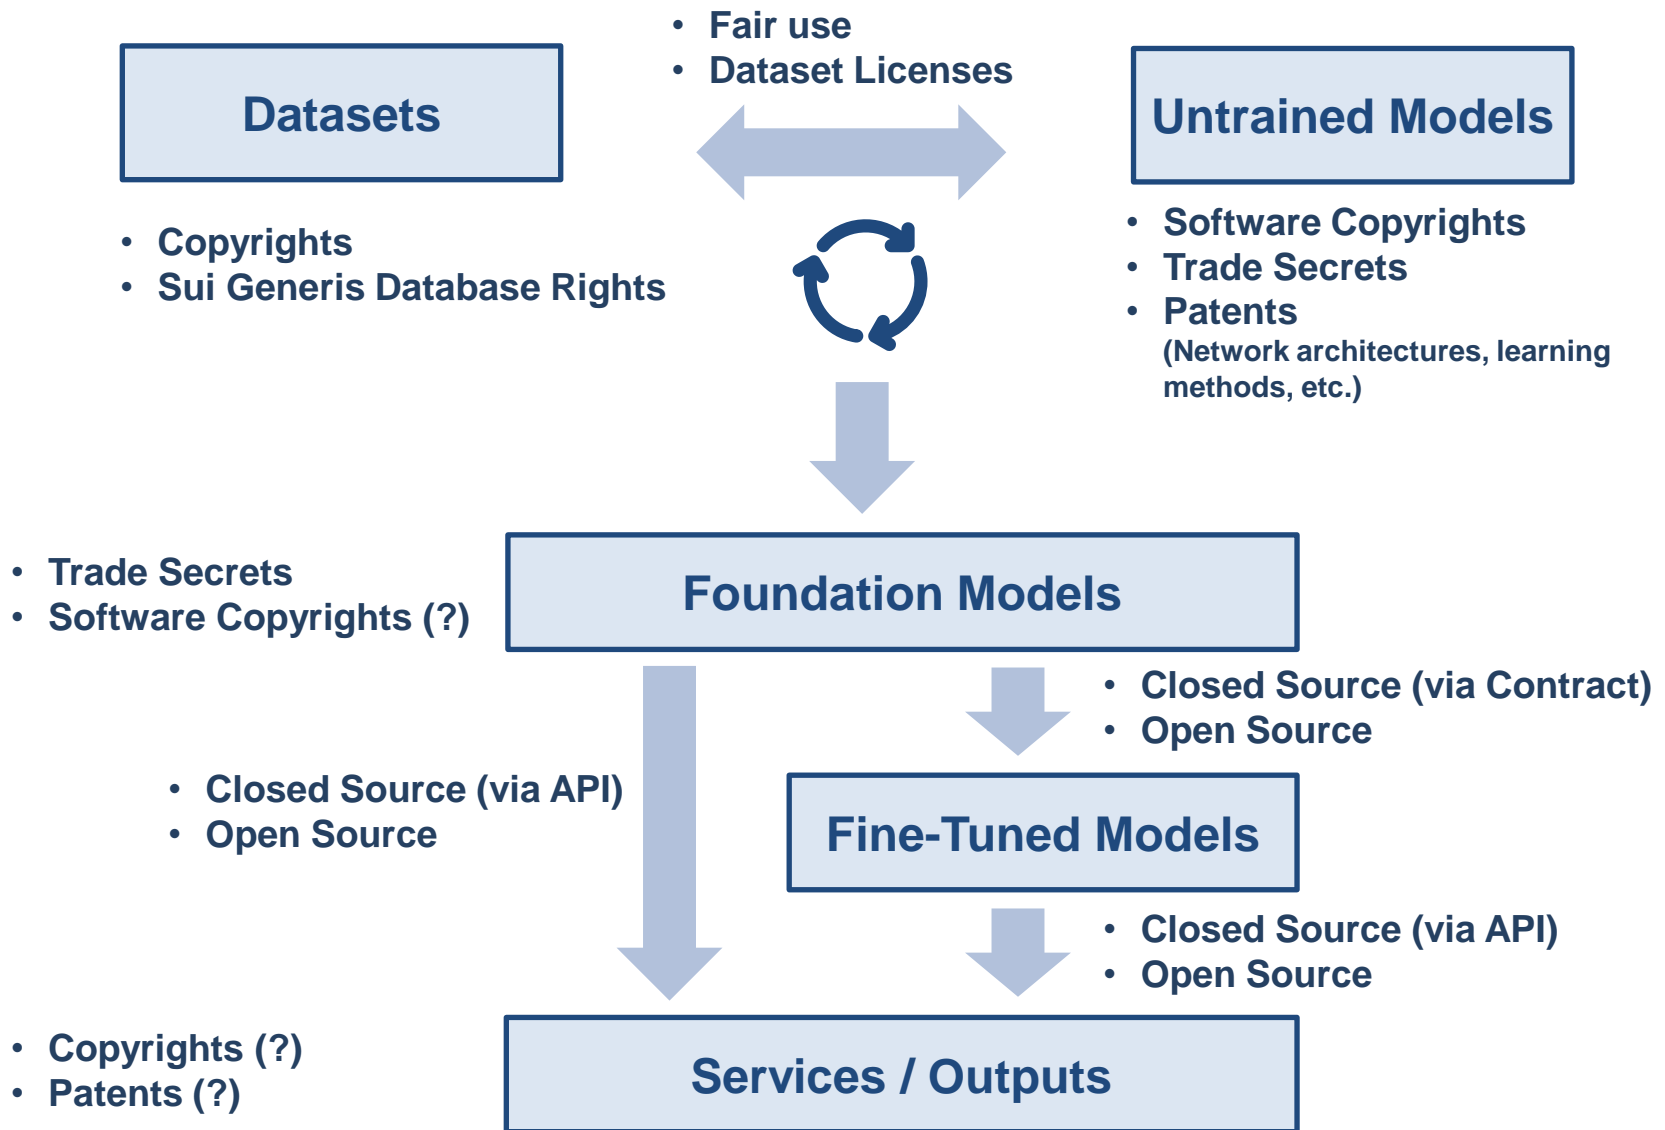 • Fair use
• Dataset Licenses
Datasets
Untrained Models
• Copyrights
• Sui Generis Database Rights
• Software Copyrights
• Trade Secrets
• Patents
(Network architectures, learning
methods, etc.)
• Trade Secrets
• Software Copyrights (?)
Foundation Models
• Closed Source (via Contract)
• Open Source
• Closed Source (via API)
• Open Source
Fine-Tuned Models
• Closed Source (via API)
• Open Source
• Copyrights (?)
• Patents (?)
Services / Outputs